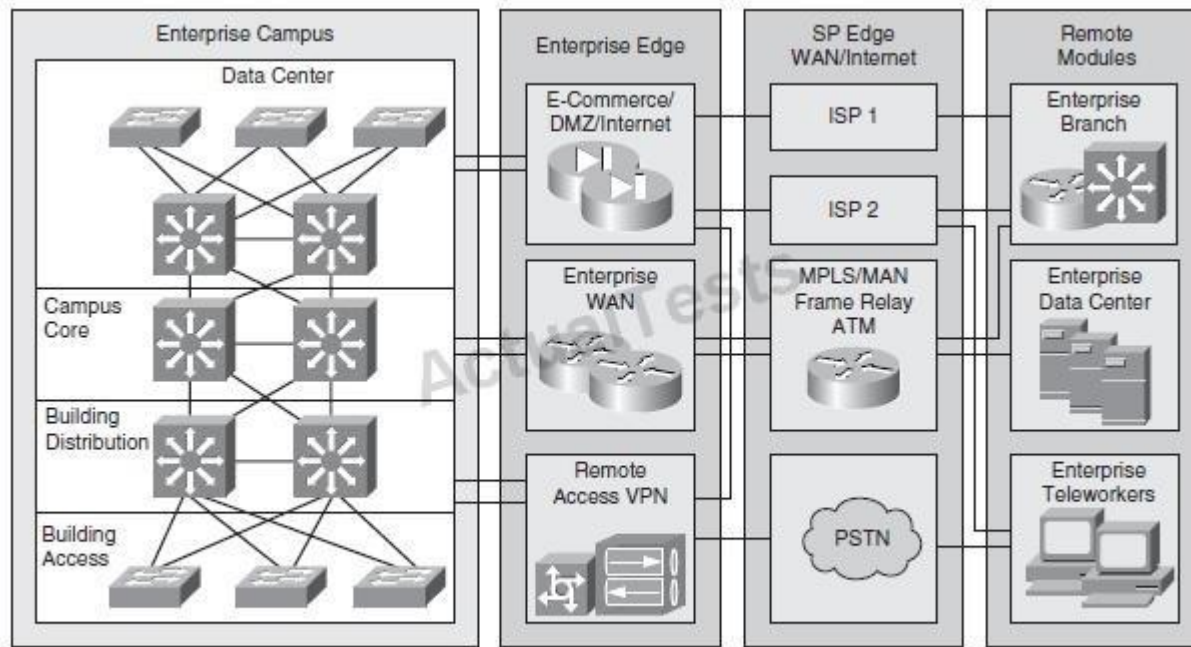 Enterprise Campus
Data Center
Campus
Core
Building
Distribution
Building
Access
Enterprise Edge
E-Commerce/
DMZ/Internet
Enterprise
WAN
Remote
Access VPN
SP Edge
WAN/Internet
ISP 1
ISP 2
MPLS/MAN
Frame Relay
ATM
PSTN
Remote
Modules
Enterprise
Branch
Enterprise
Data Center
Enterprise
Teleworkers
ActualTests